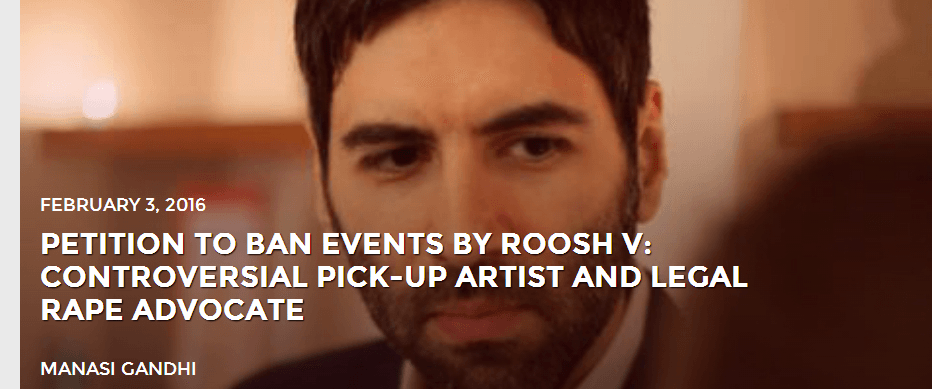 FEBRUARY 3, 2016
PETITION TO BAN EVENTS BY ROOSH V:
CONTROVERSIAL PICK-UP ARTIST AND LEGAL
RAPE ADVOCATE
MANASI GANDHI